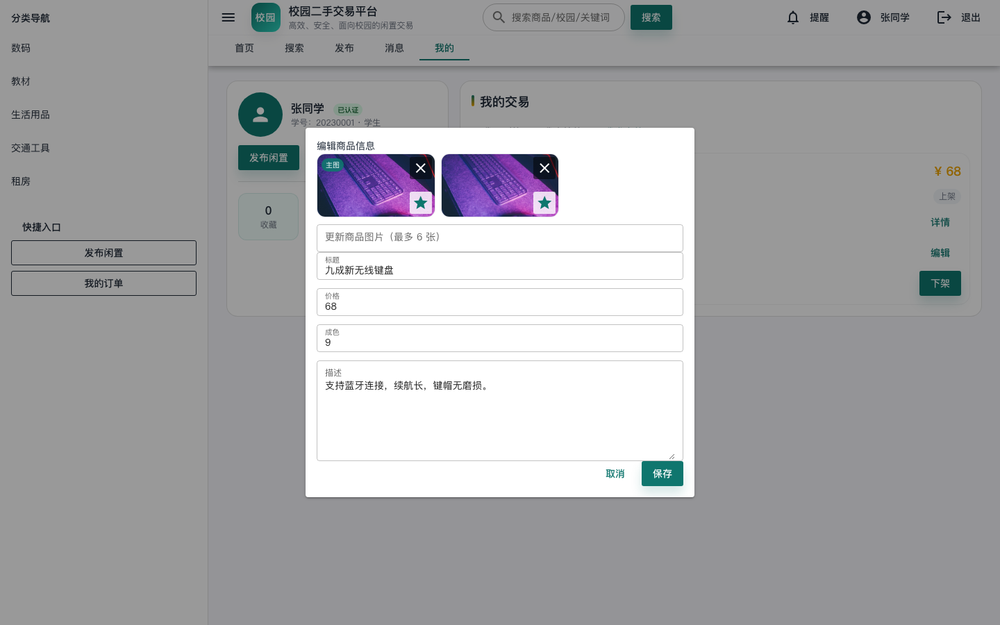 分类导航
数码
教材
生活用品
交通工具
租房
快捷入口
发布闲置
我的订单
校园
校园二手交易平台
高效、安全、面向校园的闲置交易
搜索商品/校园/关键词
搜索
提醒
张同学
退出
首页
搜索
发布
消息
我的
张同学
已认证
学号：20230001 · 学生
发布闲置
0
收藏
我的交易
¥ 68
上架
详情
编辑
下架
编辑商品信息
主图
更新商品图片（最多 6 张）
标题
九成新无线键盘
价格
68
成色
9
描述
支持蓝牙连接，续航长，键帽无磨损。
取消
保存